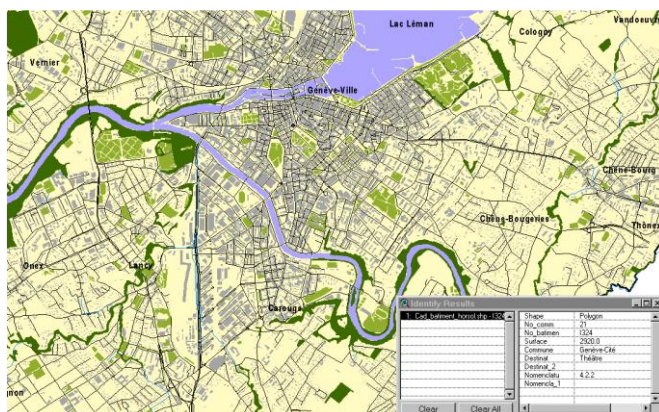 Lac Léman
Vandoeuvr
Cologny
Vernier
Genève-Ville
Chêne-Bourg
Chêne-Bougeries
Thônex
Onex
Lancy
Carouge
gnon
Identify Results
1: Cad_batiment_horsol.shp - I324
Shape Polygon
No_comm 21
No_batimen I324
Surface 2920.0
Commune Genève-Cité
Destinat Théâtre
Destinat_2
Nomenclatu 4.2.2
Nomencla_1
Clear Clear All